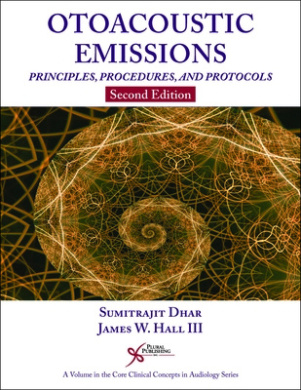 OTOACOUSTIC
EMISSIONS
PRINCIPLES, PROCEDURES, AND PROTOCOLS
Second Edition
SUMITRAJIT DHAR
JAMES W. HALL III
PLURAL
PUBLISHING
A Volume in the Core Clinical Concepts in Audiology Series